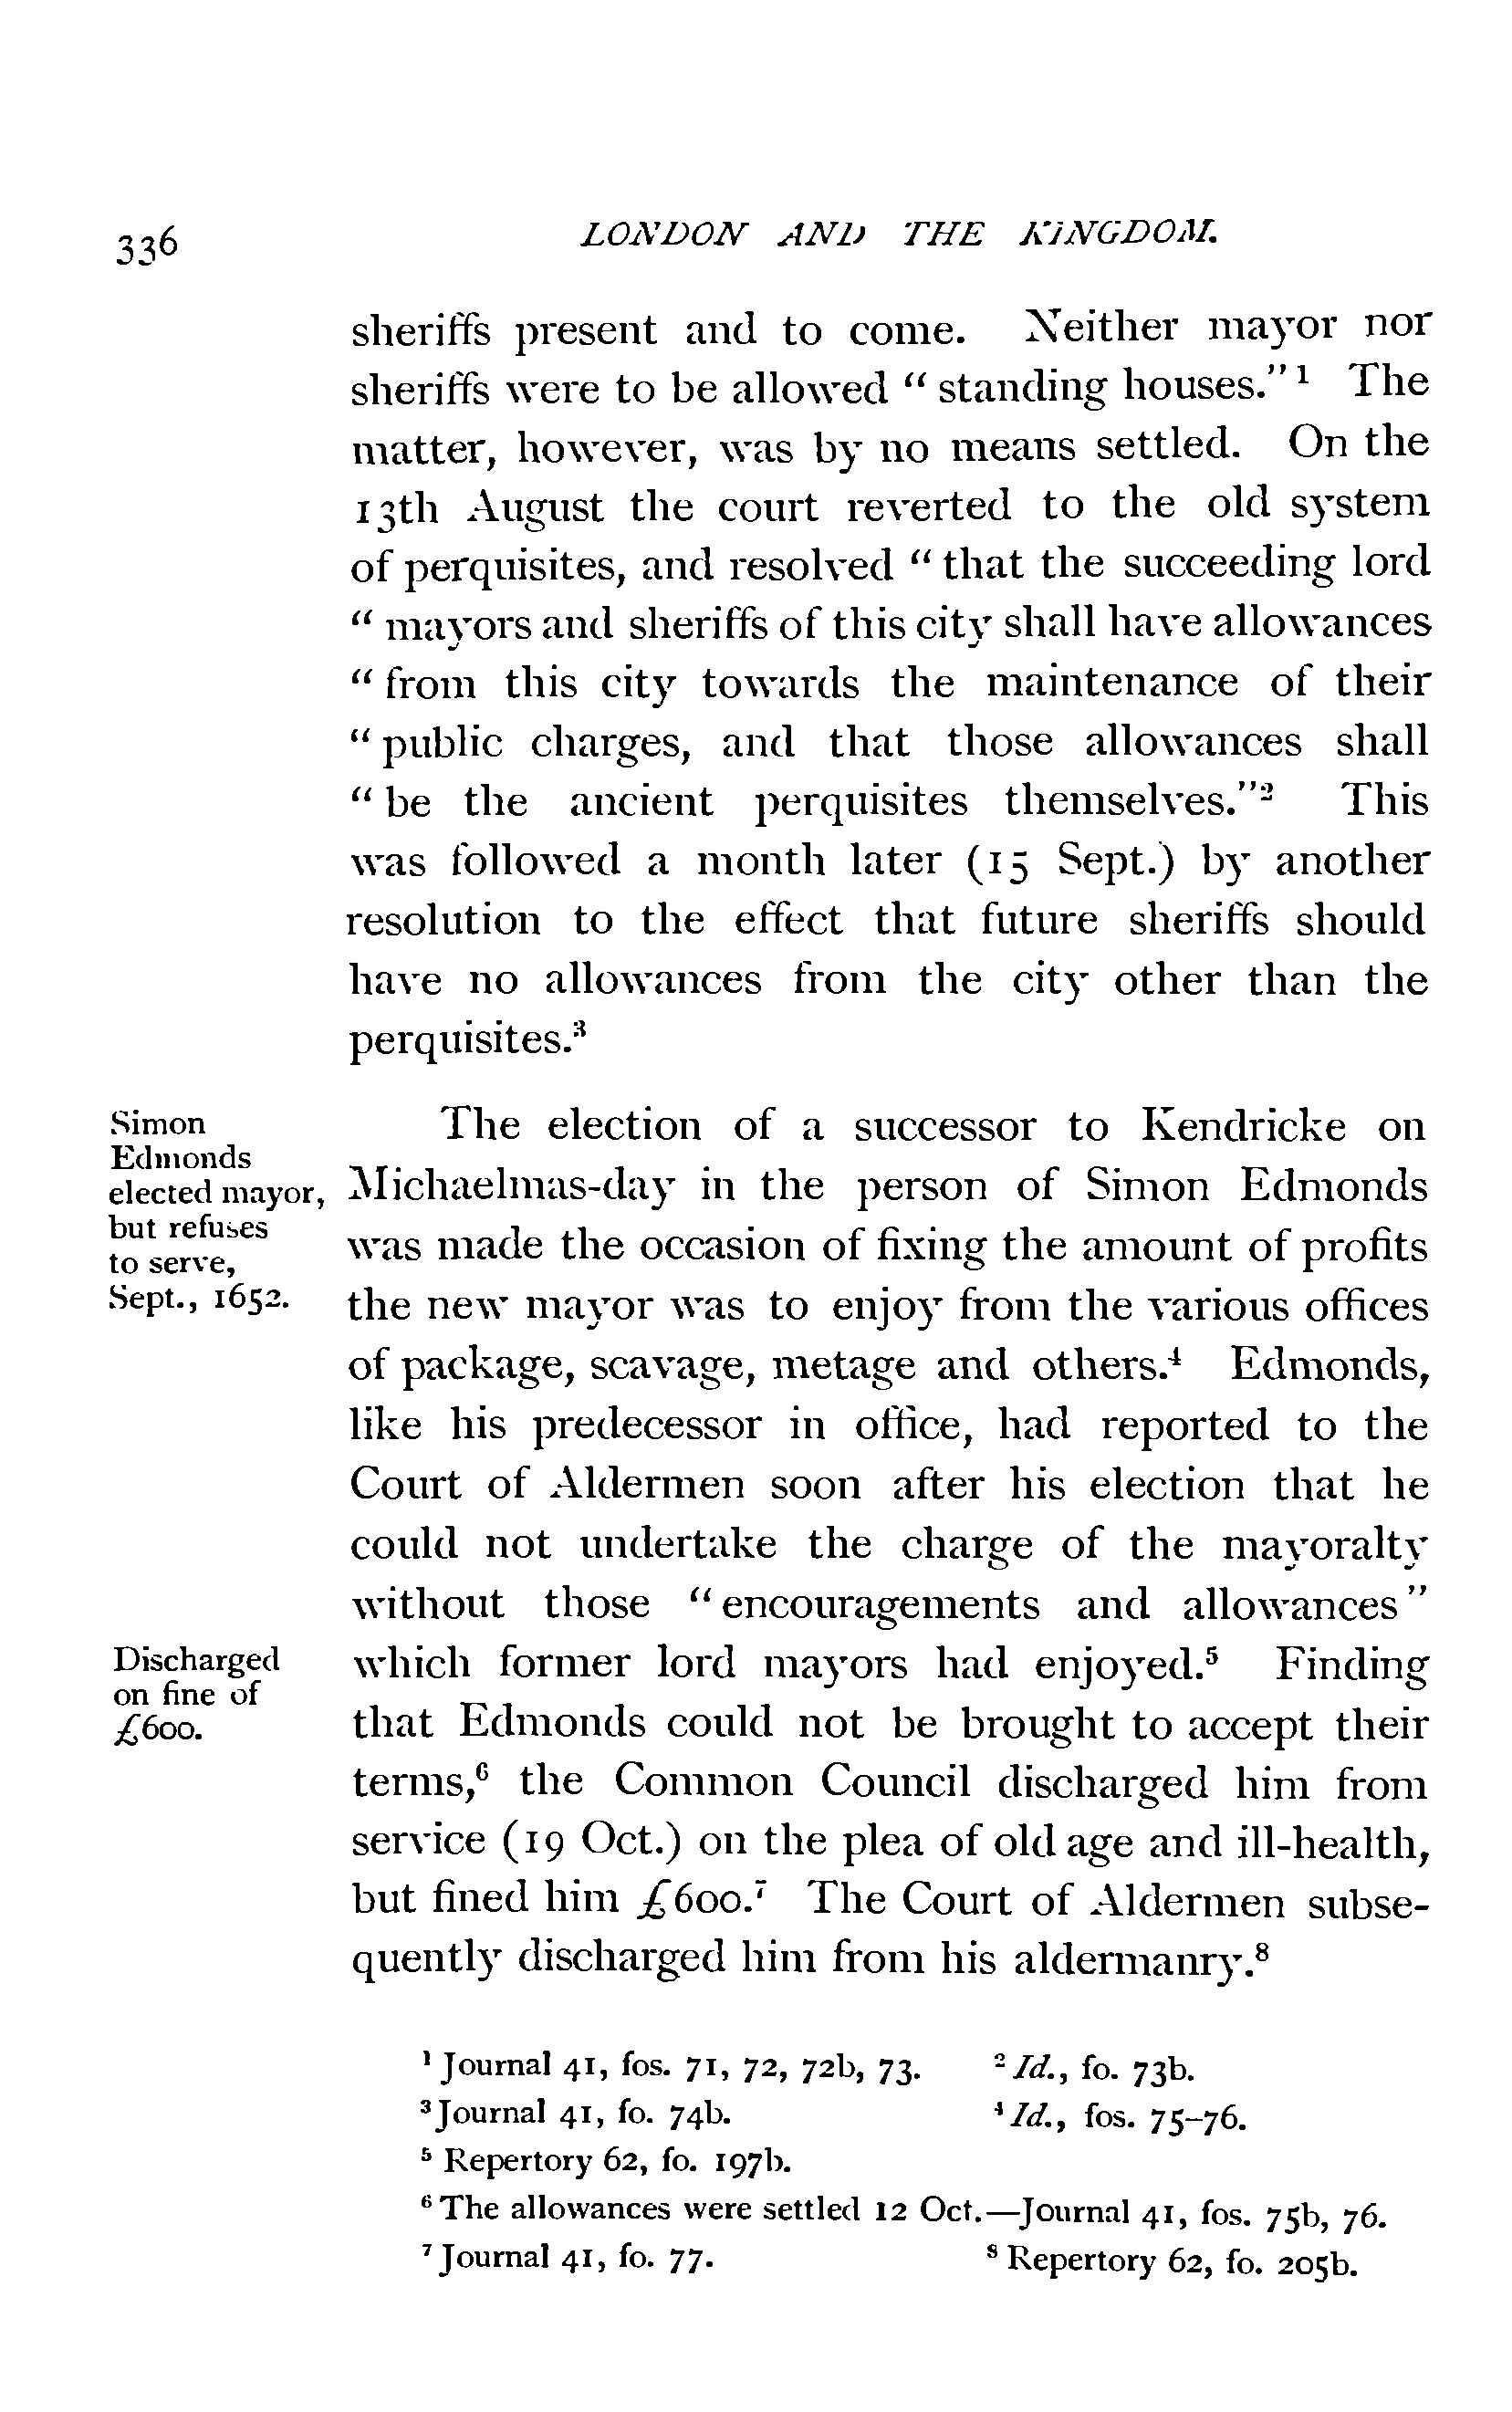 336
LONDON AND THE KINGDOM.
sheriffs present and to come. Neither mayor nor
sheriffs were to be allowed “ standing houses.” ¹ The
matter, however, was by no means settled. On the
13th August the court reverted to the old system
of perquisites, and resolved “ that the succeeding lord
“ mayors and sheriffs of this city shall have allowances
“ from this city towards the maintenance of their
“ public charges, and that those allowances shall
“ be the ancient perquisites themselves.”² This
was followed a month later (15 Sept.) by another
resolution to the effect that future sheriffs should
have no allowances from the city other than the
perquisites.³
Simon
Edmonds
elected mayor,
but refuses
to serve,
Sept., 1652.
The election of a successor to Kendricke on
Michaelmas-day in the person of Simon Edmonds
was made the occasion of fixing the amount of profits
the new mayor was to enjoy from the various offices
of package, scavage, metage and others.⁴ Edmonds,
like his predecessor in office, had reported to the
Court of Aldermen soon after his election that he
could not undertake the charge of the mayoralty
without those “encouragements and allowances”
Discharged
on fine of
£600.
which former lord mayors had enjoyed.⁵ Finding
that Edmonds could not be brought to accept their
terms,⁶ the Common Council discharged him from
service (19 Oct.) on the plea of old age and ill-health,
but fined him £600.⁷ The Court of Aldermen subse-
quently discharged him from his aldermanry.⁸
¹ Journal 41, fos. 71, 72, 72b, 73. ² Id., fo. 73b.
³ Journal 41, fo. 74b. ⁴ Id., fos. 75–76.
⁵ Repertory 62, fo. 197b.
⁶ The allowances were settled 12 Oct.—Journal 41, fos. 75b, 76.
⁷ Journal 41, fo. 77. ⁸ Repertory 62, fo. 205b.